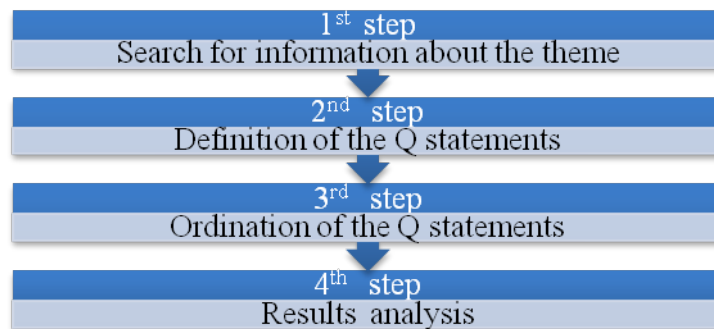 1st step
Search for information about the theme
2nd step
Definition of the Q statements
3rd step
Ordination of the Q statements
4th step
Results analysis